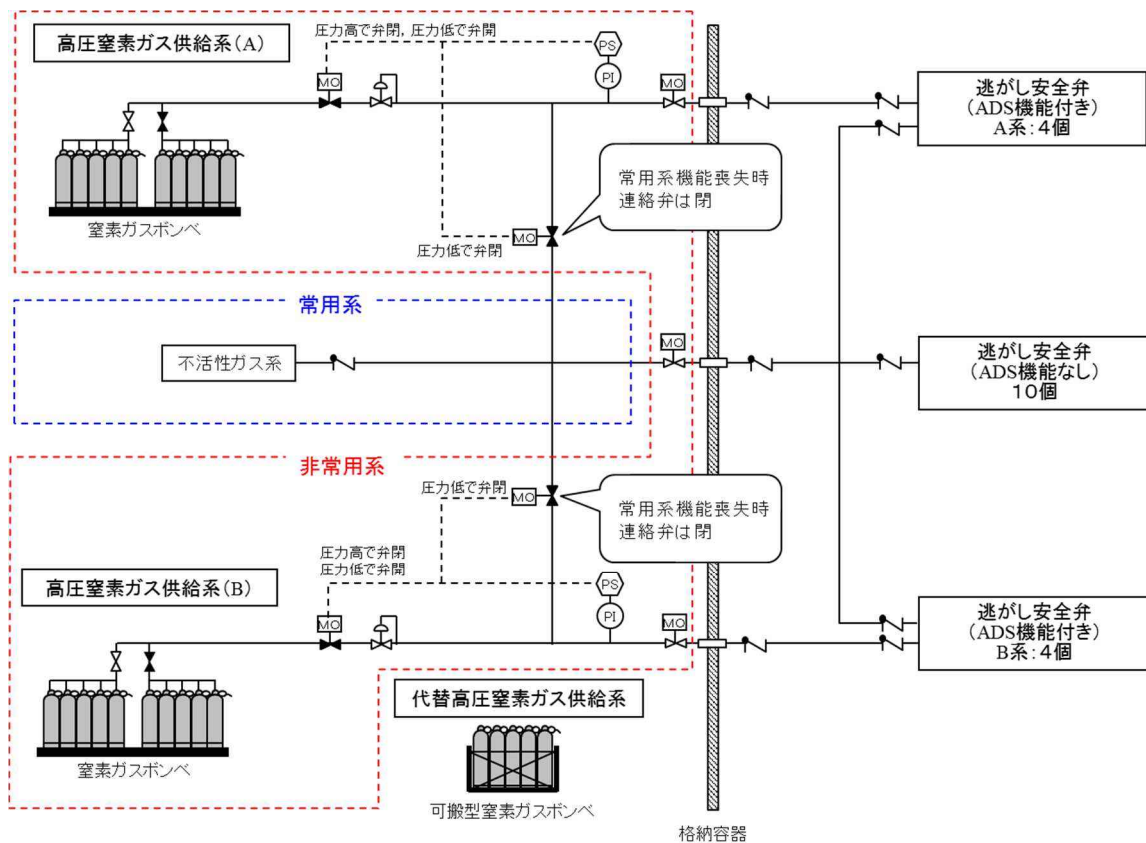 圧力高で弁閉，圧力低で弁開
高圧窒素ガス供給系(A)
PS
MO
PI
MO
逃がし安全弁
（ADS機能付き）
A系：４個
常用系機能喪失時
連絡弁は閉
窒素ガスボンベ
MO
圧力低で弁閉
常用系
不活性ガス系
MO
逃がし安全弁
（ADS機能なし）
１０個
非常用系
圧力低で弁閉
MO
常用系機能喪失時
連絡弁は閉
圧力高で弁閉
圧力低で弁開
高圧窒素ガス供給系(B)
PS
MO
PI
MO
逃がし安全弁
（ADS機能付き）
B系：４個
代替高圧窒素ガス供給系
窒素ガスボンベ
可搬型窒素ガスボンベ
格納容器